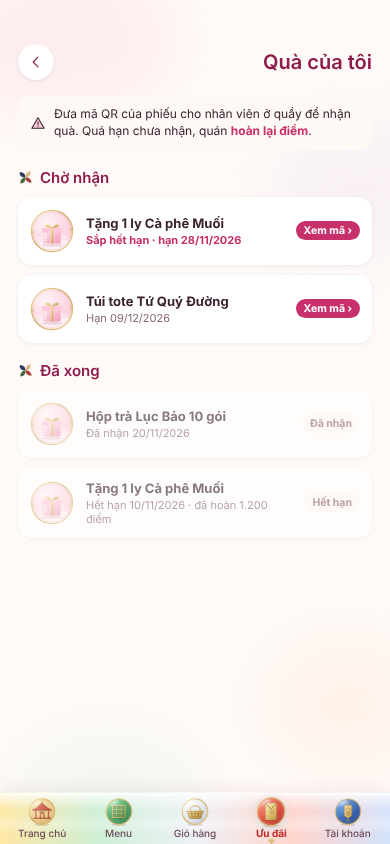 Quà của tôi
Đưa mã QR của phiếu cho nhân viên ở quầy để nhận
quà. Quá hạn chưa nhận, quán hoàn lại điểm.
Chờ nhận
Tặng 1 ly Cà phê Muối
Sắp hết hạn · hạn 28/11/2026
Xem mã ›
Túi tote Tứ Quý Đường
Hạn 09/12/2026
Xem mã ›
Đã xong
Hộp trà Lục Bảo 10 gói
Đã nhận 20/11/2026
Đã nhận
Tặng 1 ly Cà phê Muối
Hết hạn 10/11/2026 · đã hoàn 1.200
điểm
Hết hạn
Trang chủ
Menu
Giỏ hàng
Ưu đãi
Tài khoản